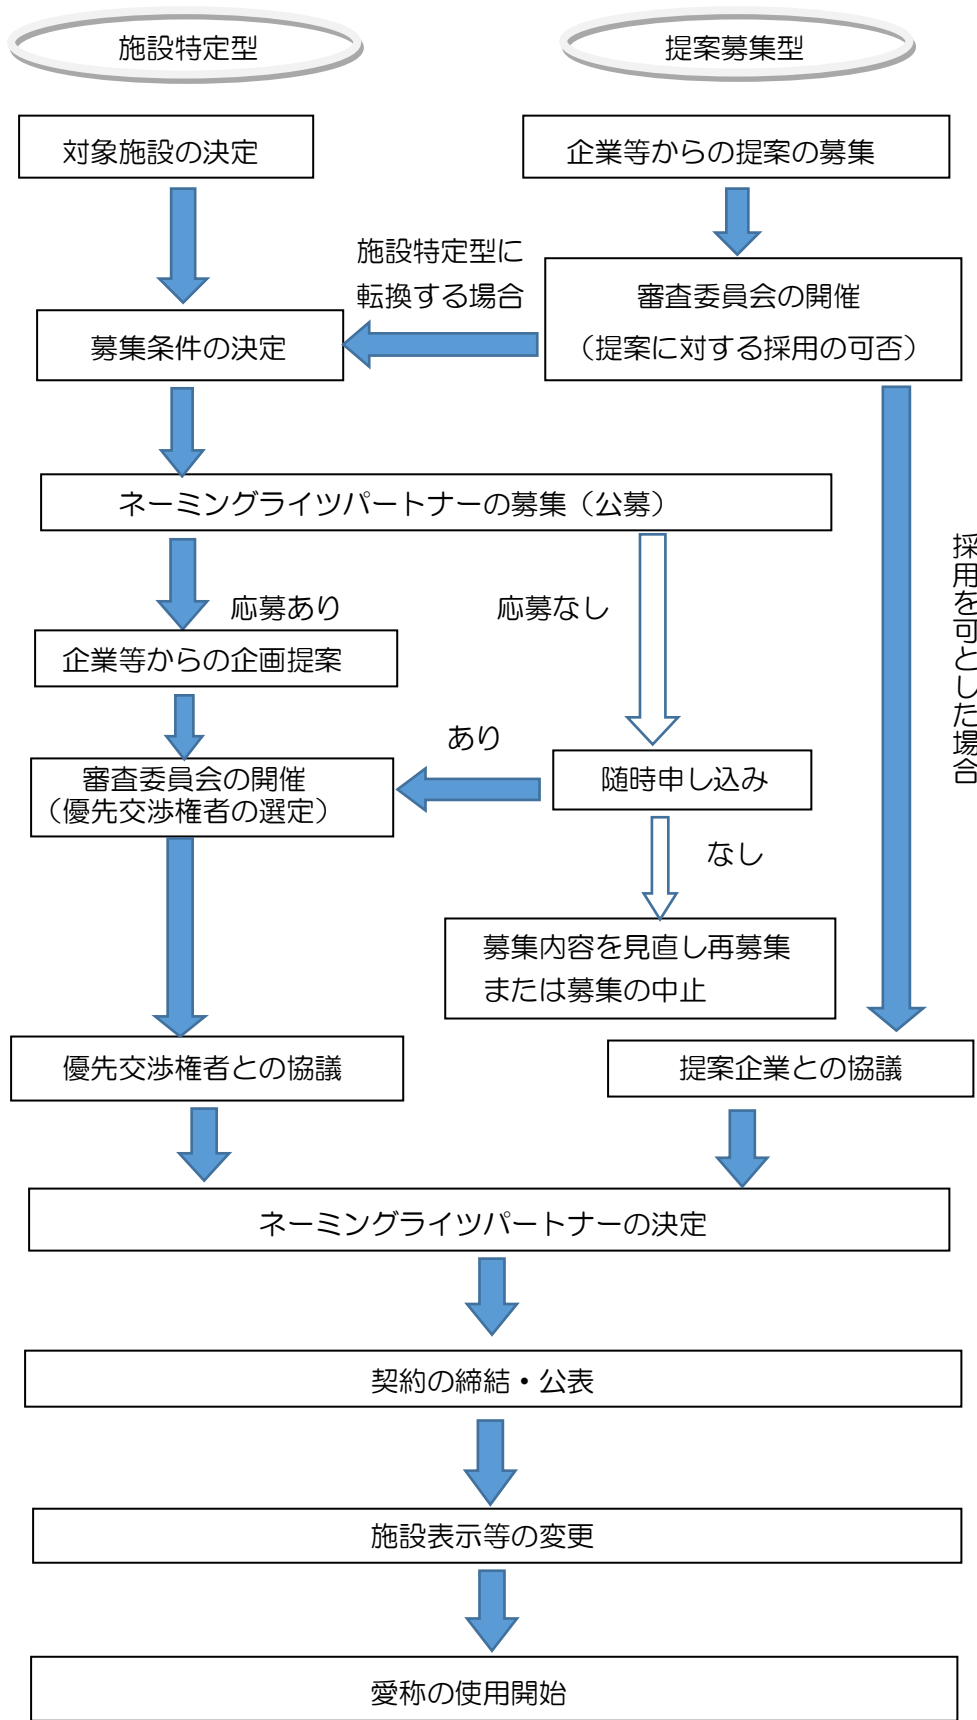 施設特定型
提案募集型
対象施設の決定
企業等からの提案の募集
施設特定型に
転換する場合
審査委員会の開催
（提案に対する採用の可否）
募集条件の決定
ネーミングライツパートナーの募集（公募）
採用を可とした場合
応募あり
応募なし
企業等からの企画提案
あり
審査委員会の開催
（優先交渉権者の選定）
随時申し込み
なし
募集内容を見直し再募集
または募集の中止
優先交渉権者との協議
提案企業との協議
ネーミングライツパートナーの決定
契約の締結・公表
施設表示等の変更
愛称の使用開始